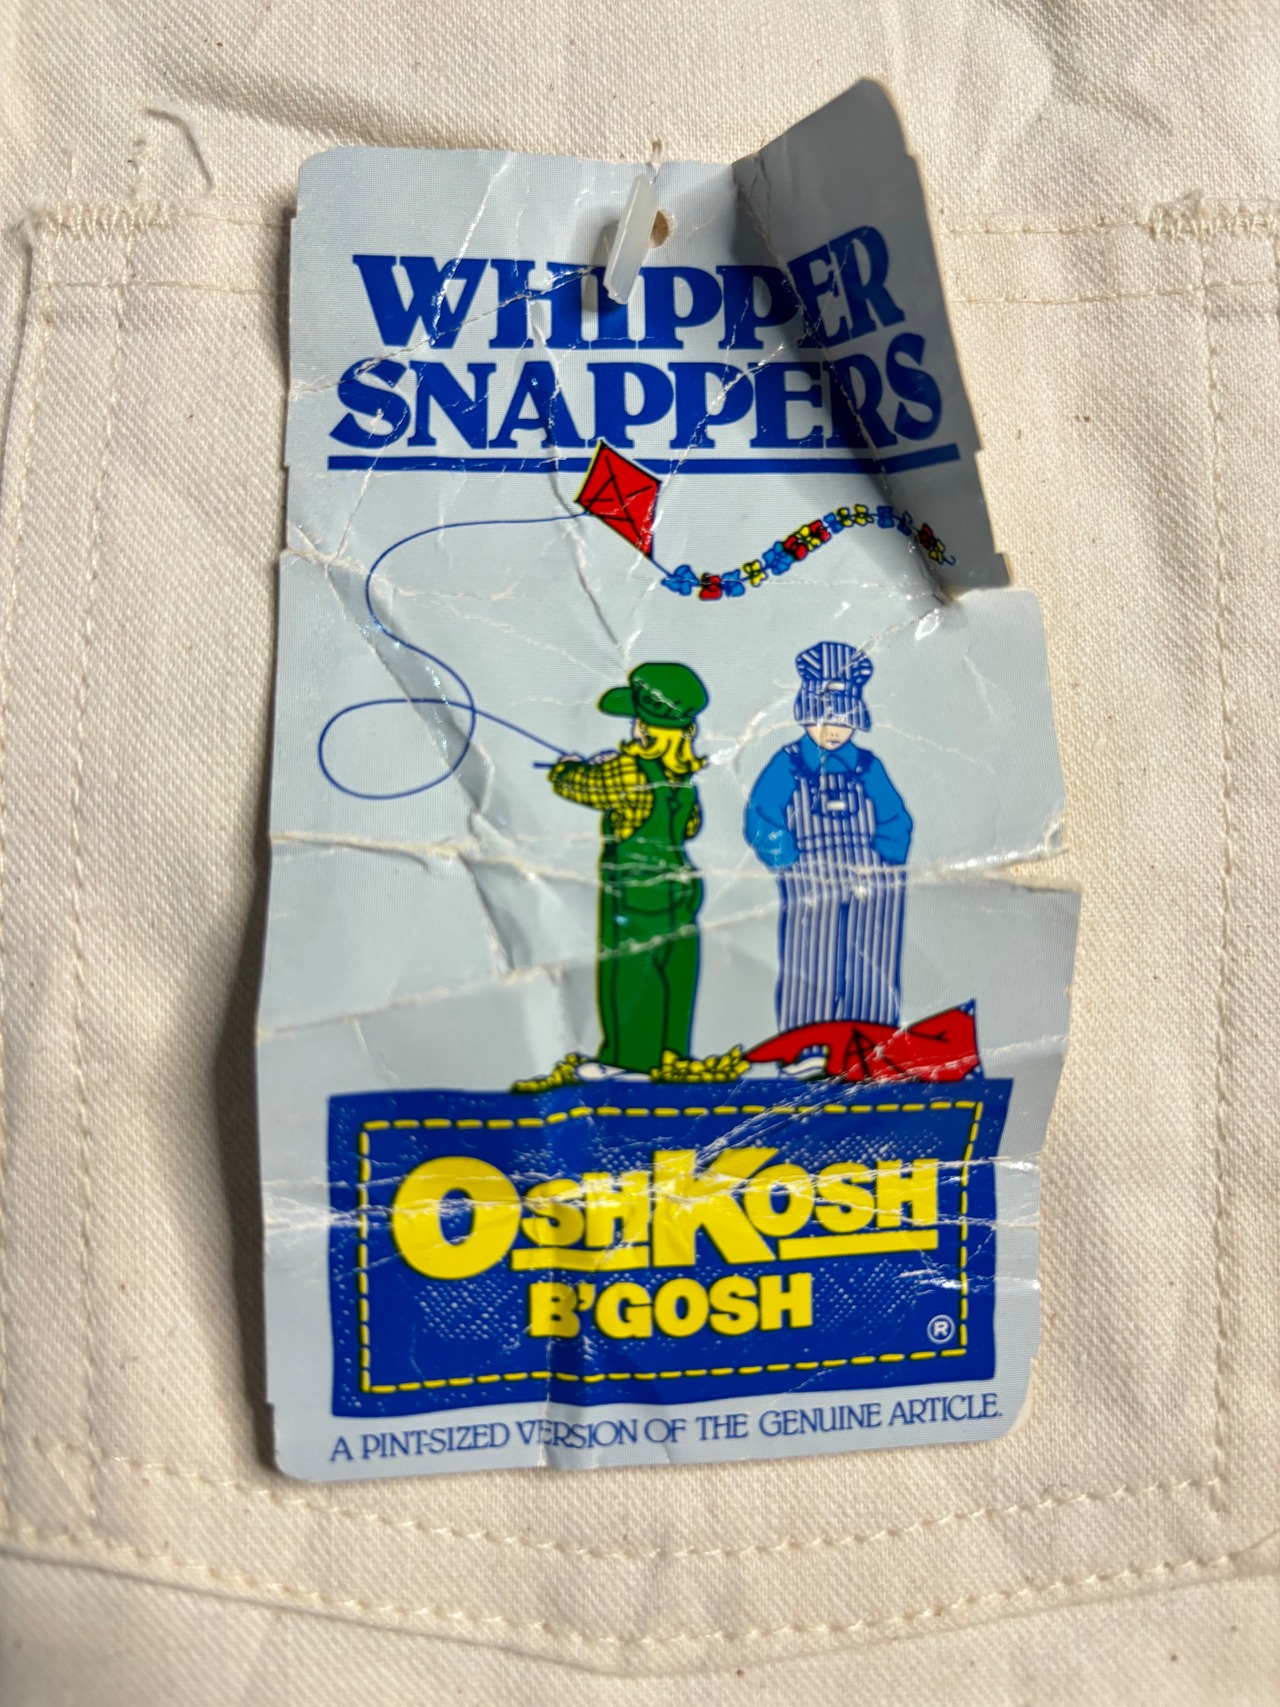 WHIPPER
SNAPPERS
OSHKOSH
B'GOSH
®
A PINT-SIZED VERSION OF THE GENUINE ARTICLE.